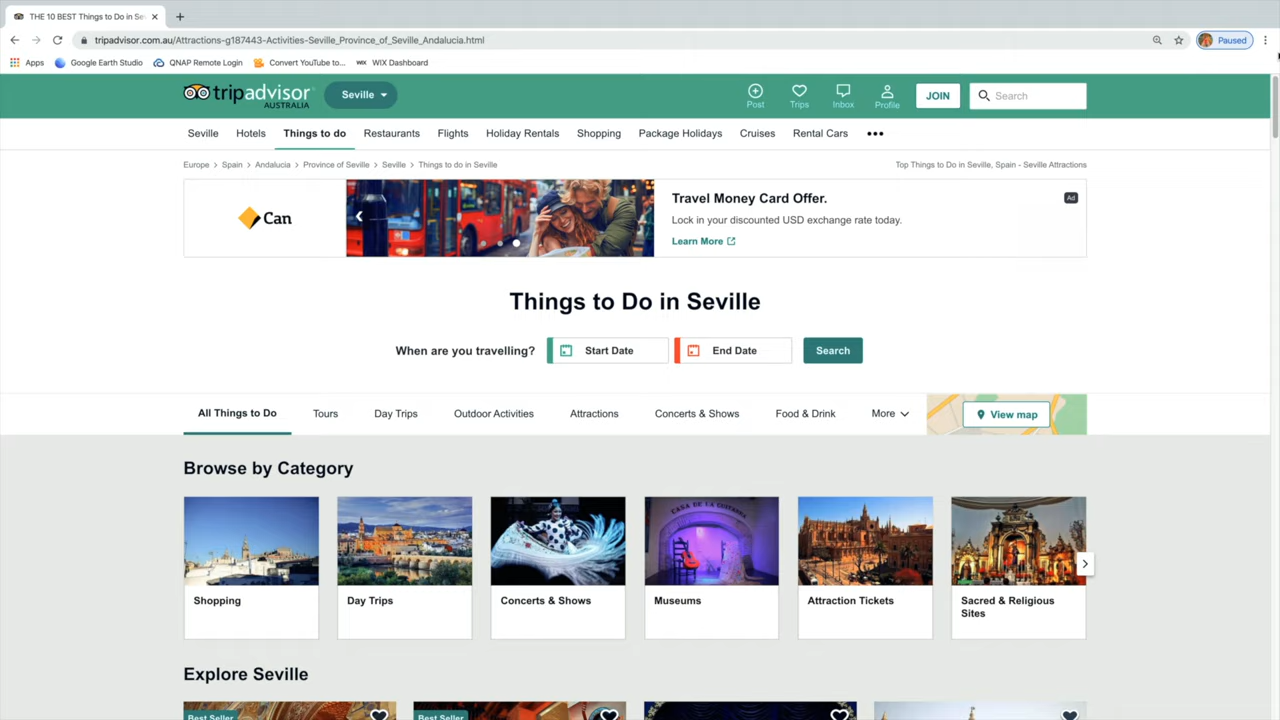 THE 10 BEST Things to Do in Se
tripadvisor.com.au/Attractions-g187443-Activities-Seville_Province_of_Seville_Andalucia.html
Paused
Apps
Google Earth Studio
QNAP Remote Login
Convert YouTube to...
WIX
WIX Dashboard
tripadvisor
AUSTRALIA
Seville
Post
Trips
Inbox
Profile
JOIN
Search
Seville
Hotels
Things to do
Restaurants
Flights
Holiday Rentals
Shopping
Package Holidays
Cruises
Rental Cars
Europe > Spain > Andalucia > Province of Seville > Seville > Things to do in Seville
Top Things to Do in Seville, Spain - Seville Attractions
Can
Travel Money Card Offer.
Ad
Lock in your discounted USD exchange rate today.
Learn More
Things to Do in Seville
When are you travelling?
Start Date
End Date
Search
All Things to Do
Tours
Day Trips
Outdoor Activities
Attractions
Concerts & Shows
Food & Drink
More
View map
Browse by Category
CASA DE LA GUITARRA
Shopping
Day Trips
Concerts & Shows
Museums
Attraction Tickets
Sacred & Religious
Sites
Explore Seville
Best Seller
Best Seller